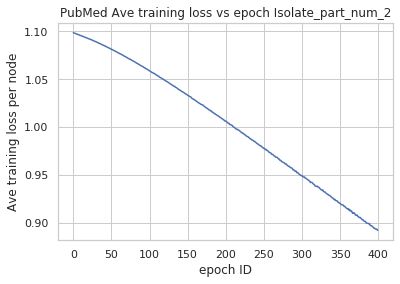 PubMed Ave training loss vs epoch Isolate_part_num_2
Ave training loss per node
1.10
1.05
1.00
0.95
0.90
0 50 100 150 200 250 300 350 400
epoch ID